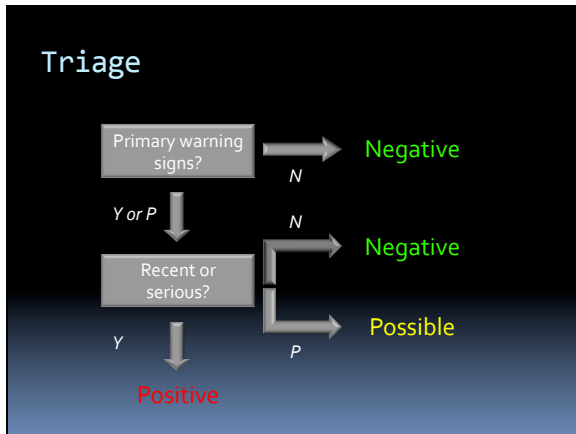 Triage
Primary warning
signs?
Negative
N
Y or P
N
Negative
Recent or
serious?
Possible
Y
P
Positive